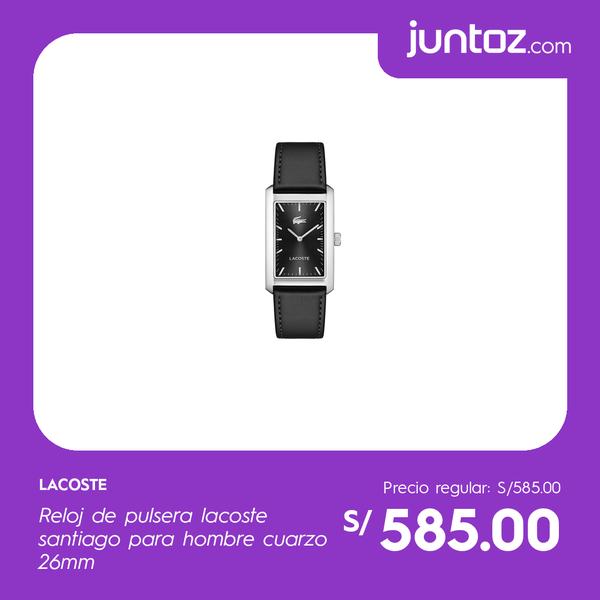 juntoz.com
LACOSTE
LACOSTE
Precio regular: S/585.00
Reloj de pulsera lacoste
santiago para hombre cuarzo
26mm
S/ 585.00